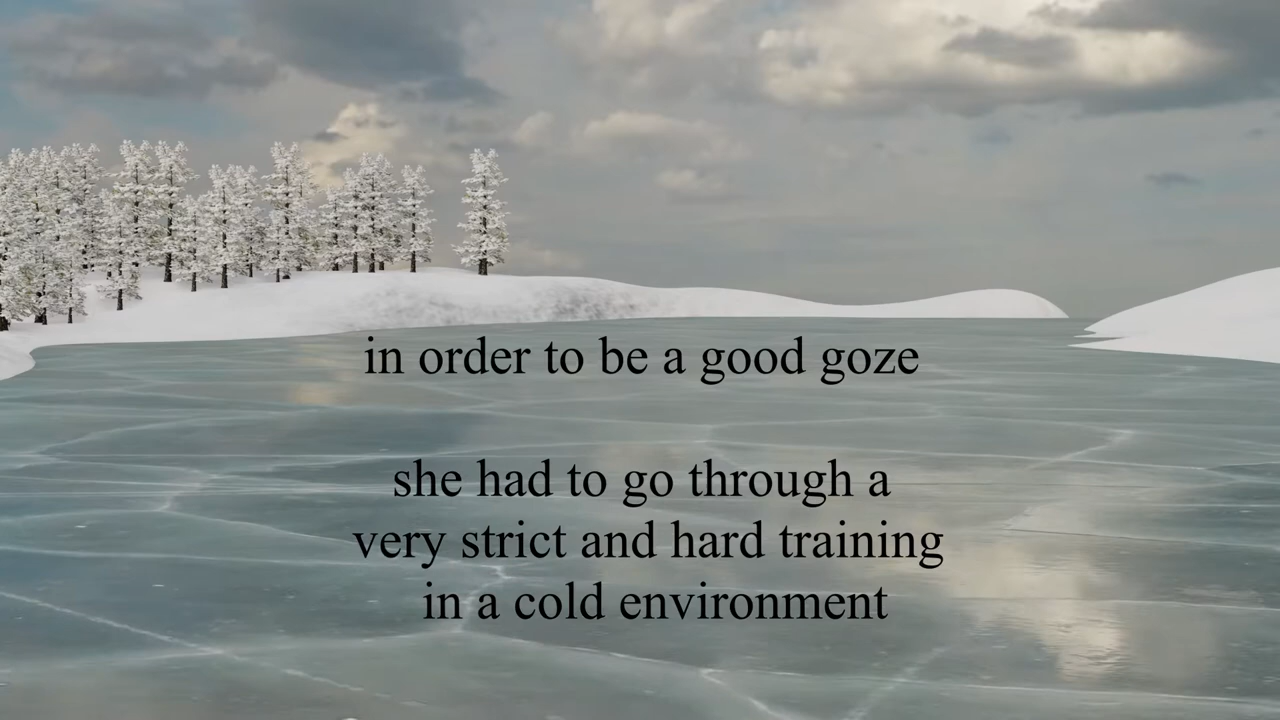 in order to be a good goze
she had to go through a
very strict and hard training
in a cold environment